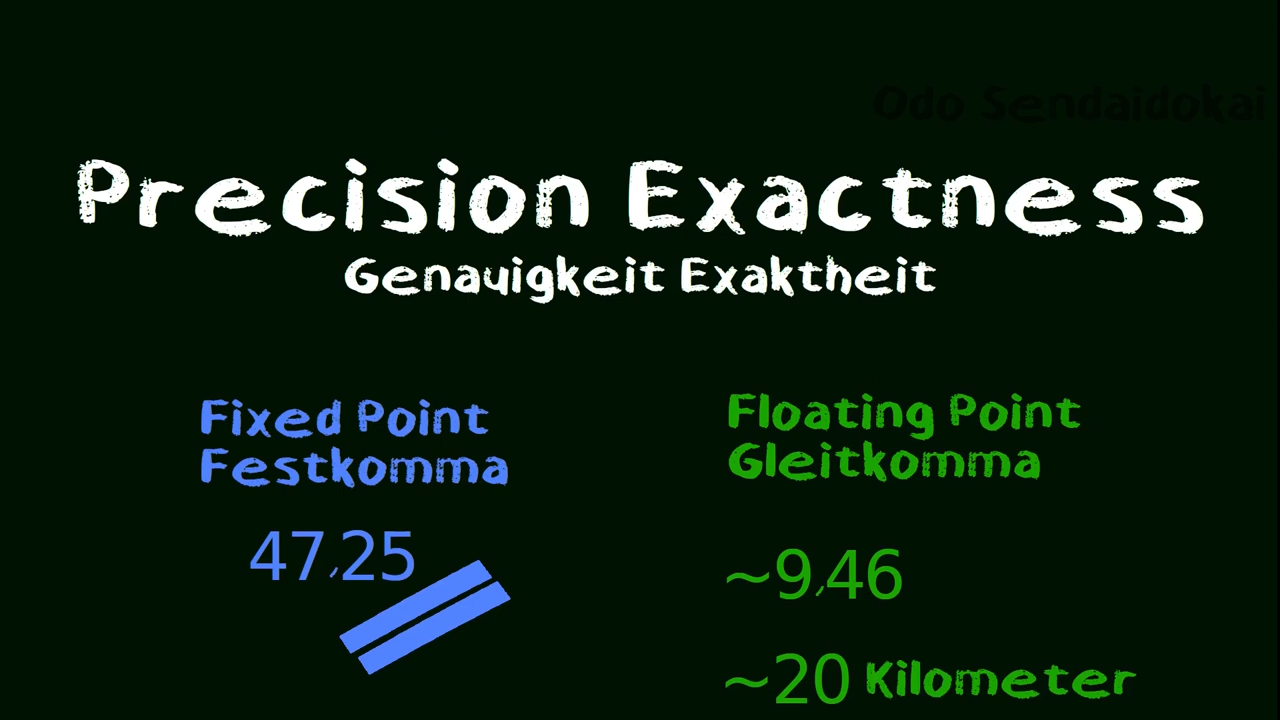 Odo Sendaidokai
Precision Exactness
Genauigkeit Exaktheit
Fixed Point
Festkomma
47,25
Floating Point
Gleitkomma
~9,46
~20 Kilometer